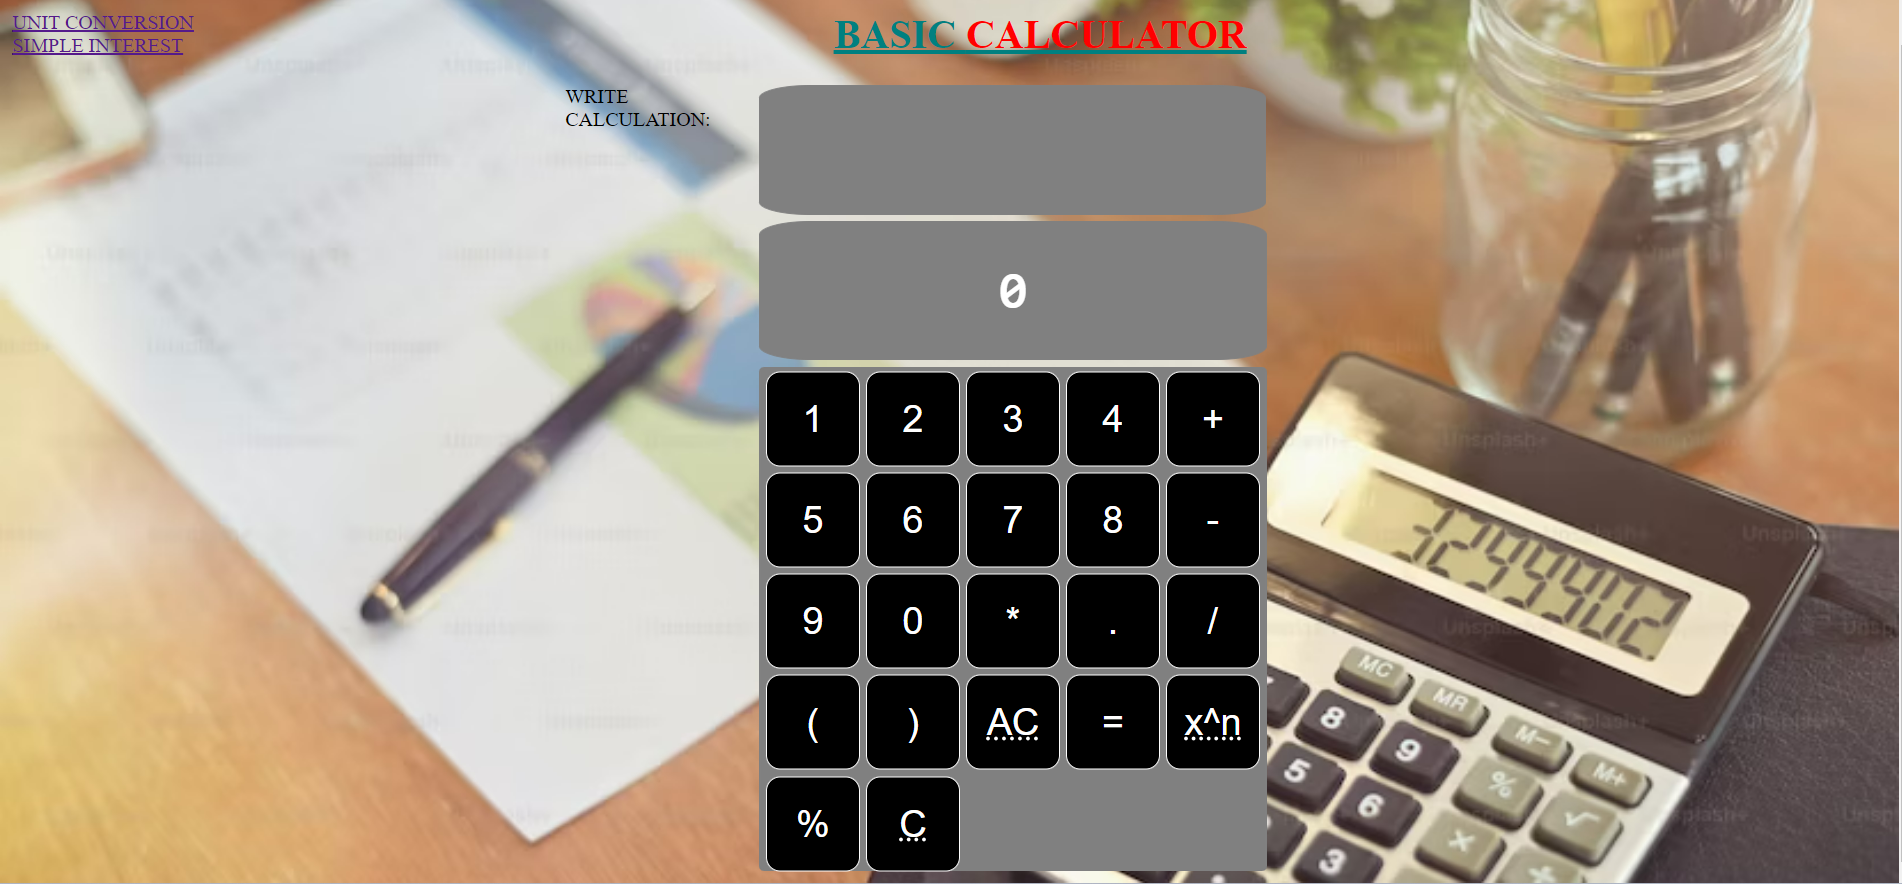 UNIT CONVERSION
SIMPLE INTEREST
BASIC CALCULATOR
WRITE
CALCULATION:
0
1 2 3 4 +
5 6 7 8 -
9 0 * . /
( ) AC = x^n
% C
Unsplash+
MC
MR
M−
M+
8
9
%
5
6
√
3
×